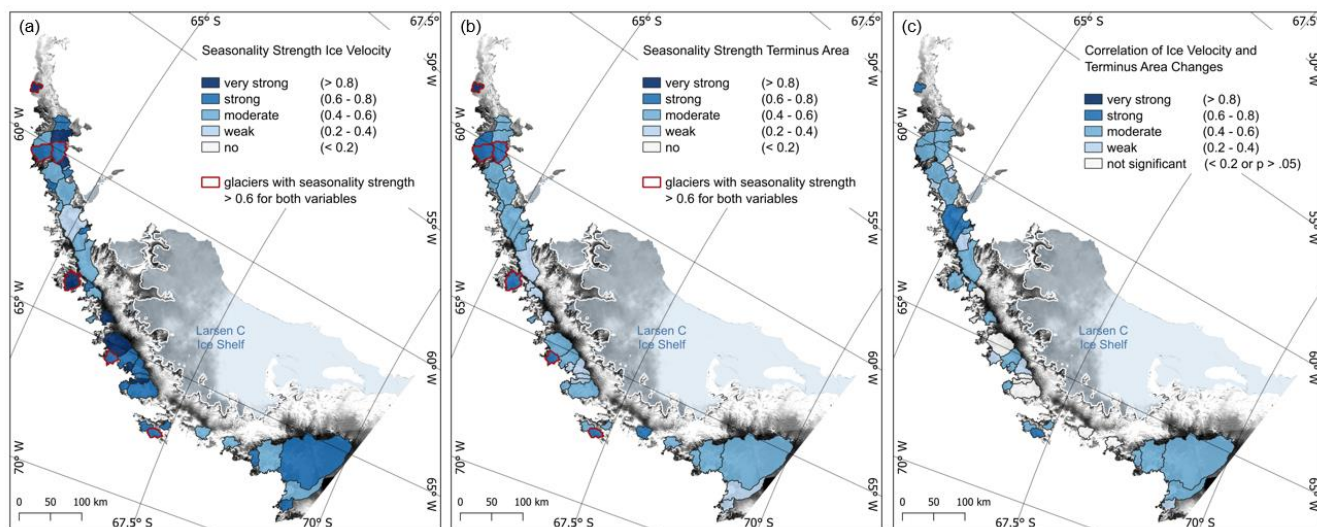 (a)
65° S
67.5° S
50° W
60° W
55° W
65° W
60° W
70° W
65° W
67.5° S
70° S
Seasonality Strength Ice Velocity
very strong (> 0.8)
strong (0.6 - 0.8)
moderate (0.4 - 0.6)
weak (0.2 - 0.4)
no (< 0.2)
glaciers with seasonality strength
> 0.6 for both variables
Larsen C
Ice Shelf
0 50 100 km
(b)
65° S
67.5° S
50° W
60° W
55° W
65° W
60° W
70° W
65° W
67.5° S
70° S
Seasonality Strength Terminus Area
very strong (> 0.8)
strong (0.6 - 0.8)
moderate (0.4 - 0.6)
weak (0.2 - 0.4)
no (< 0.2)
glaciers with seasonality strength
> 0.6 for both variables
Larsen C
Ice Shelf
0 50 100 km
(c)
65° S
67.5° S
50° W
60° W
55° W
65° W
60° W
70° W
65° W
67.5° S
70° S
Correlation of Ice Velocity and
Terminus Area Changes
very strong (> 0.8)
strong (0.6 - 0.8)
moderate (0.4 - 0.6)
weak (0.2 - 0.4)
not significant (< 0.2 or p > .05)
Larsen C
Ice Shelf
0 50 100 km